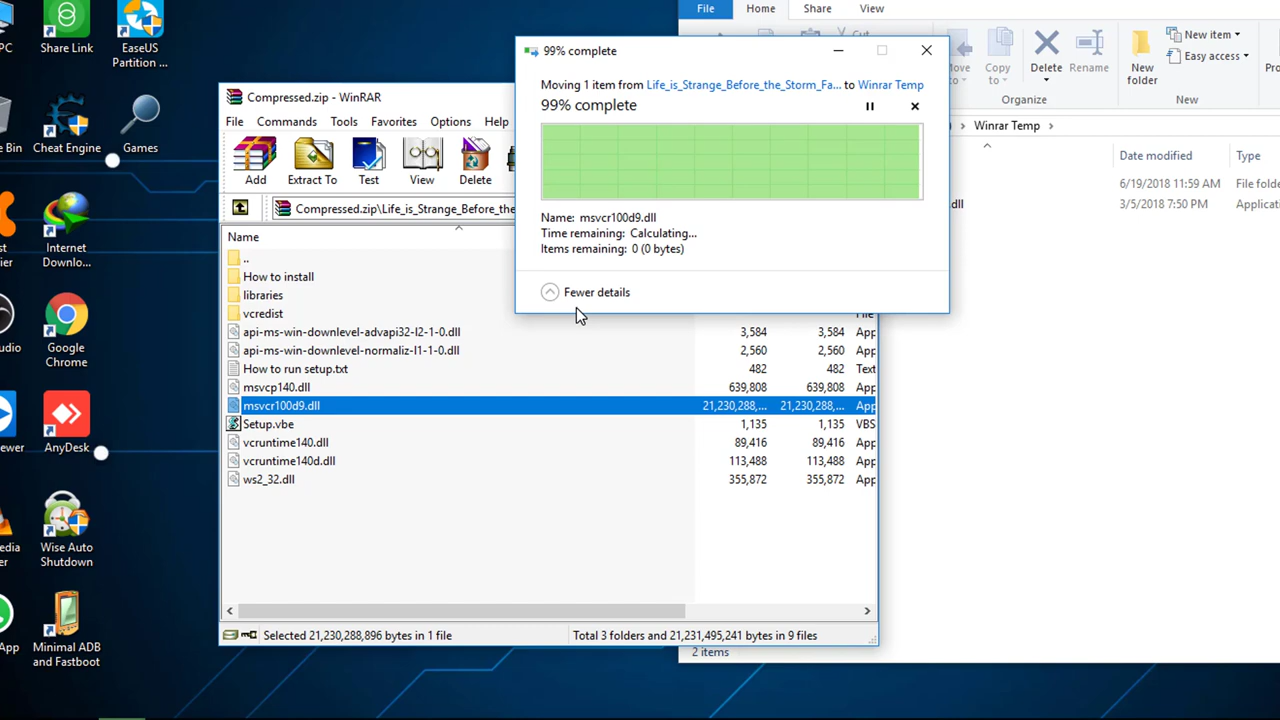 PC
Share Link
EaseUS
Partition ...
e Bin
Cheat Engine
Games
st
ier
Internet
Downlo...
udio
Google
Chrome
ewer
AnyDesk
edia
er
Wise Auto
Shutdown
App
Minimal ADB
and Fastboot
Compressed.zip - WinRAR
File
Commands
Tools
Favorites
Options
Help
Add
Extract To
Test
View
Delete
Compressed.zip\Life_is_Strange_Before_the
Name
..
How to install
libraries
vcredist
File
api-ms-win-downlevel-advapi32-l2-1-0.dll 3,584 3,584 App
api-ms-win-downlevel-normaliz-l1-1-0.dll 2,560 2,560 App
How to run setup.txt 482 482 Text
msvcp140.dll 639,808 639,808 App
msvcr100d9.dll 21,230,288,... 21,230,288,... App
Setup.vbe 1,135 1,135 VBS
vcruntime140.dll 89,416 89,416 App
vcruntime140d.dll 113,488 113,488 App
ws2_32.dll 355,872 355,872 App
Selected 21,230,288,896 bytes in 1 file
Total 3 folders and 21,231,495,241 bytes in 9 files
99% complete
Moving 1 item from Life_is_Strange_Before_the_Storm_Fa... to Winrar Temp
99% complete
Name: msvcr100d9.dll
Time remaining: Calculating...
Items remaining: 0 (0 bytes)
Fewer details
File
Home
Share
View
Cut
Move
to
Copy
to
Delete
Rename
New
folder
New item
Easy access
Organize
New
Winrar Temp
Date modified
Type
6/19/2018 11:59 AM File folde
.dll 3/5/2018 7:50 PM Applicati
2 items